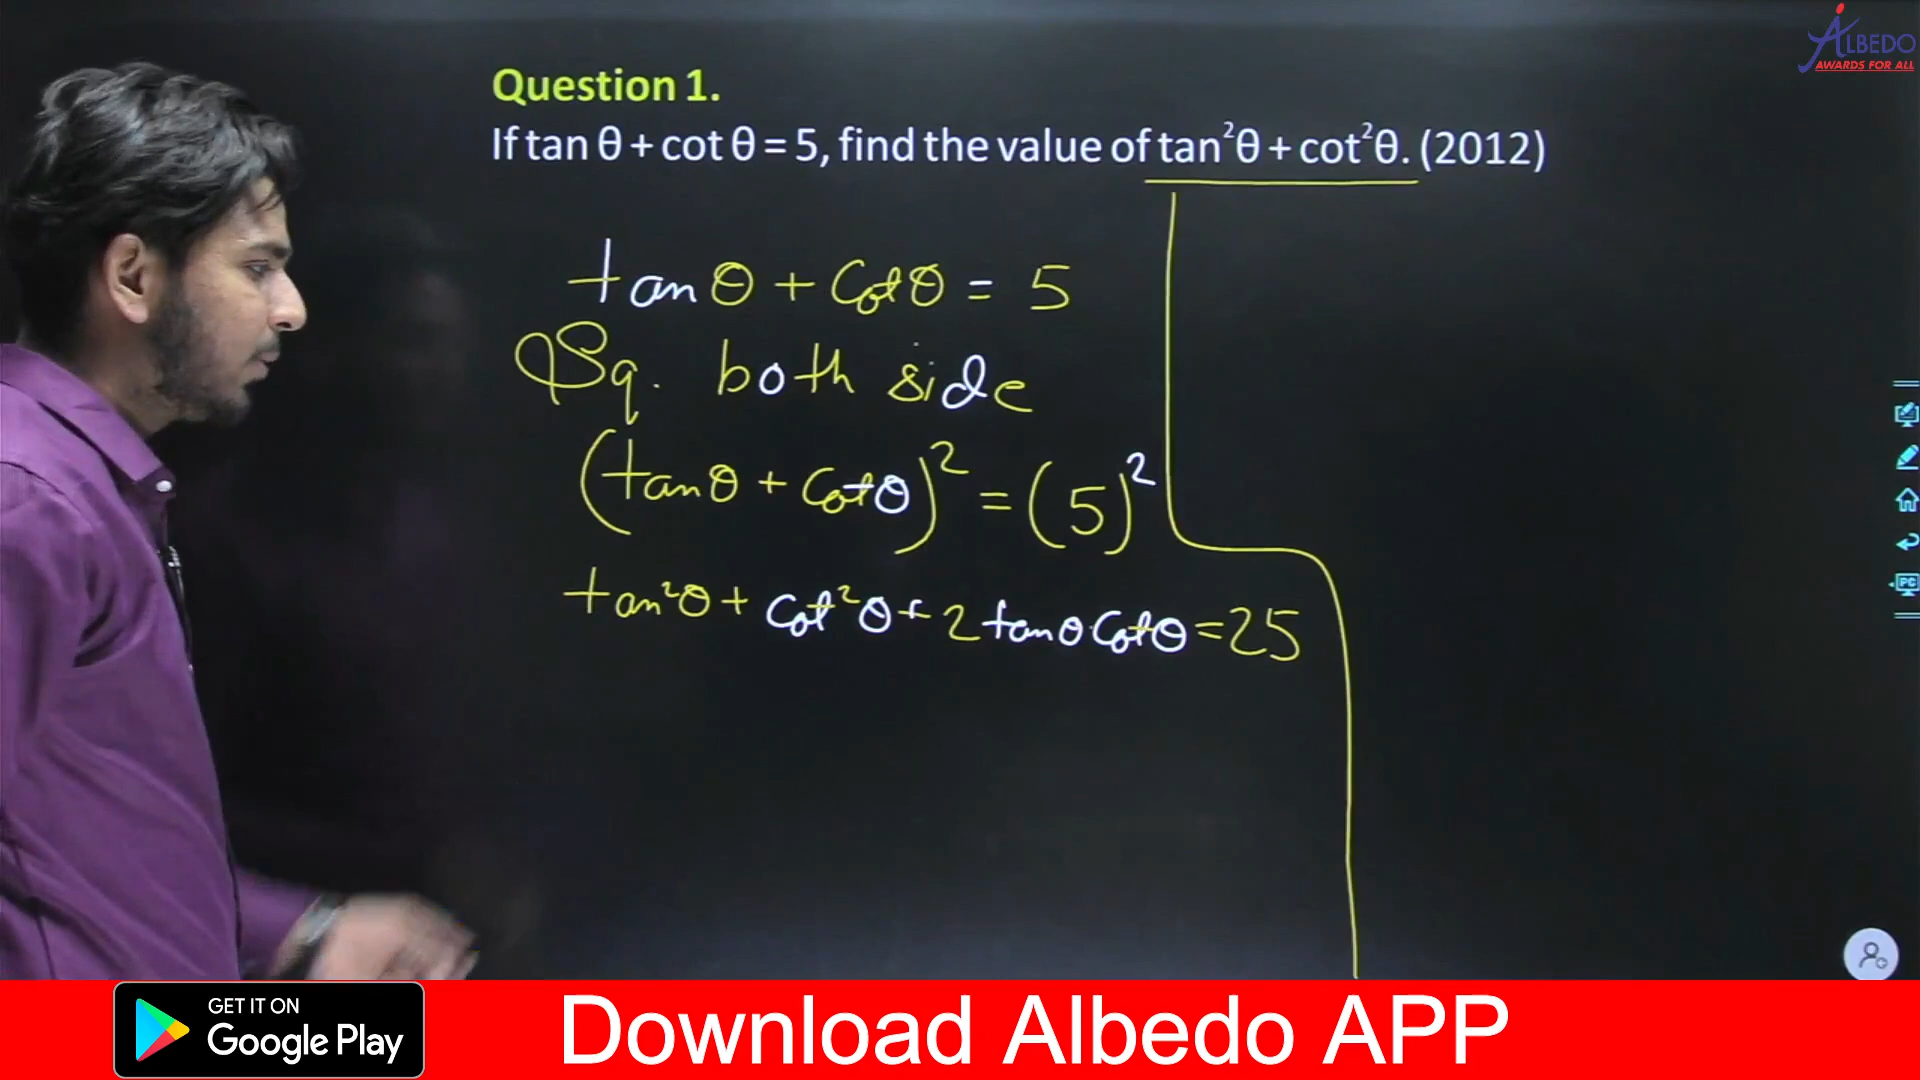 ALBEDO
AWARDS FOR ALL
Question 1.
If tan θ + cot θ = 5, find the value of tan²θ + cot²θ. (2012)
tan θ + Cot θ = 5
Sq. both side
(tan θ + Cot θ)² = (5)²
tan²θ + Cot²θ + 2 tan θ · Cot θ = 25
PC
GET IT ON
Google Play
Download Albedo APP